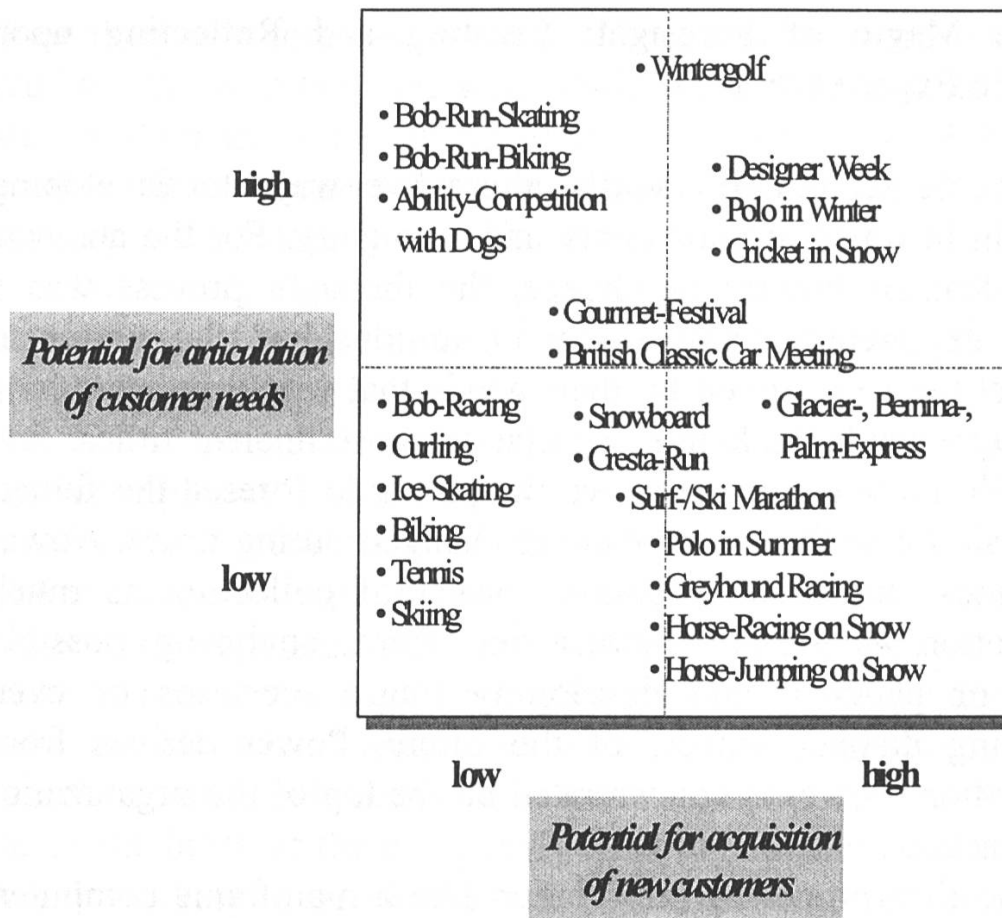 • Wintergolf
• Bob-Run-Skating
• Bob-Run-Biking
• Ability-Competition
with Dogs
high
• Designer Week
• Polo in Winter
• Cricket in Snow
• Gourmet-Festival
• British Classic Car Meeting
Potential for articulation
of customer needs
• Bob-Racing
• Curling
• Ice-Skating
• Biking
• Tennis
• Skiing
low
• Snowboard
• Cresta-Run
• Surf-/Ski Marathon
Polo in Summer
• Greyhound Racing
• Horse-Racing on Snow
• Horse-Jumping on Snow
• Glacier-, Bernina-,
Palm-Express
low
high
Potential for acquisition
of new customers